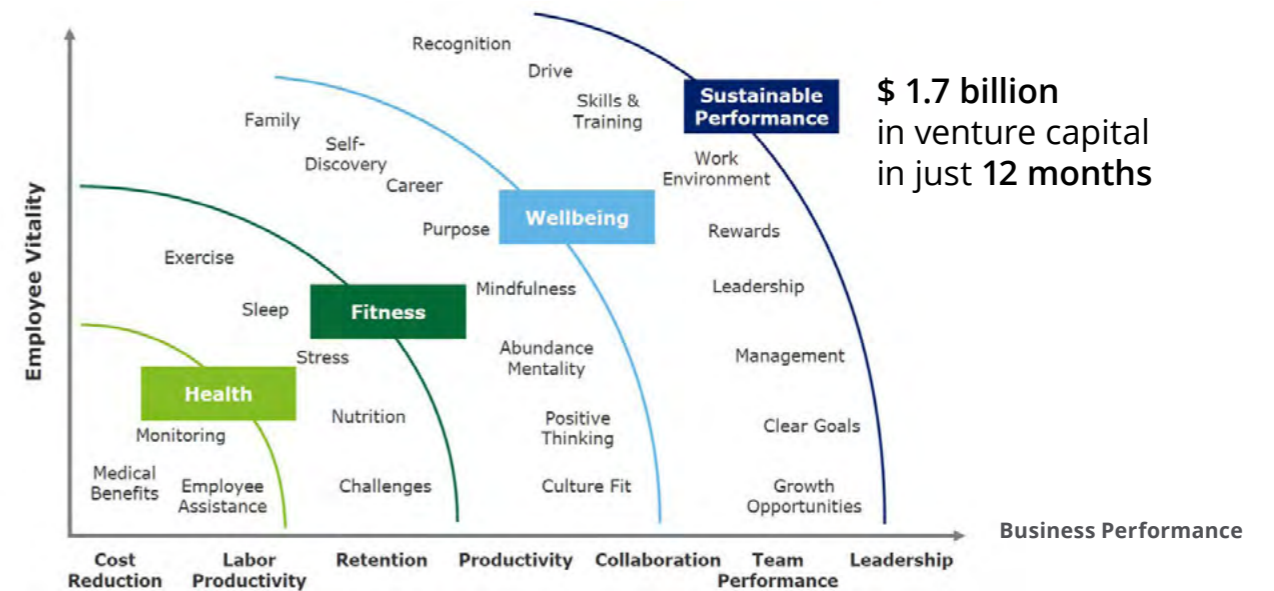 Recognition
Drive
Skills &
Training
Sustainable
Performance
$ 1.7 billion
in venture capital
in just 12 months
Family
Self-
Discovery
Career
Purpose
Wellbeing
Work
Environment
Rewards
Leadership
Management
Clear Goals
Growth
Opportunities
Exercise
Sleep
Fitness
Mindfulness
Abundance
Mentality
Positive
Thinking
Culture Fit
Stress
Nutrition
Challenges
Health
Monitoring
Medical
Benefits
Employee
Assistance
Employee Vitality
Business Performance
Cost
Reduction
Labor
Productivity
Retention
Productivity
Collaboration
Team
Performance
Leadership